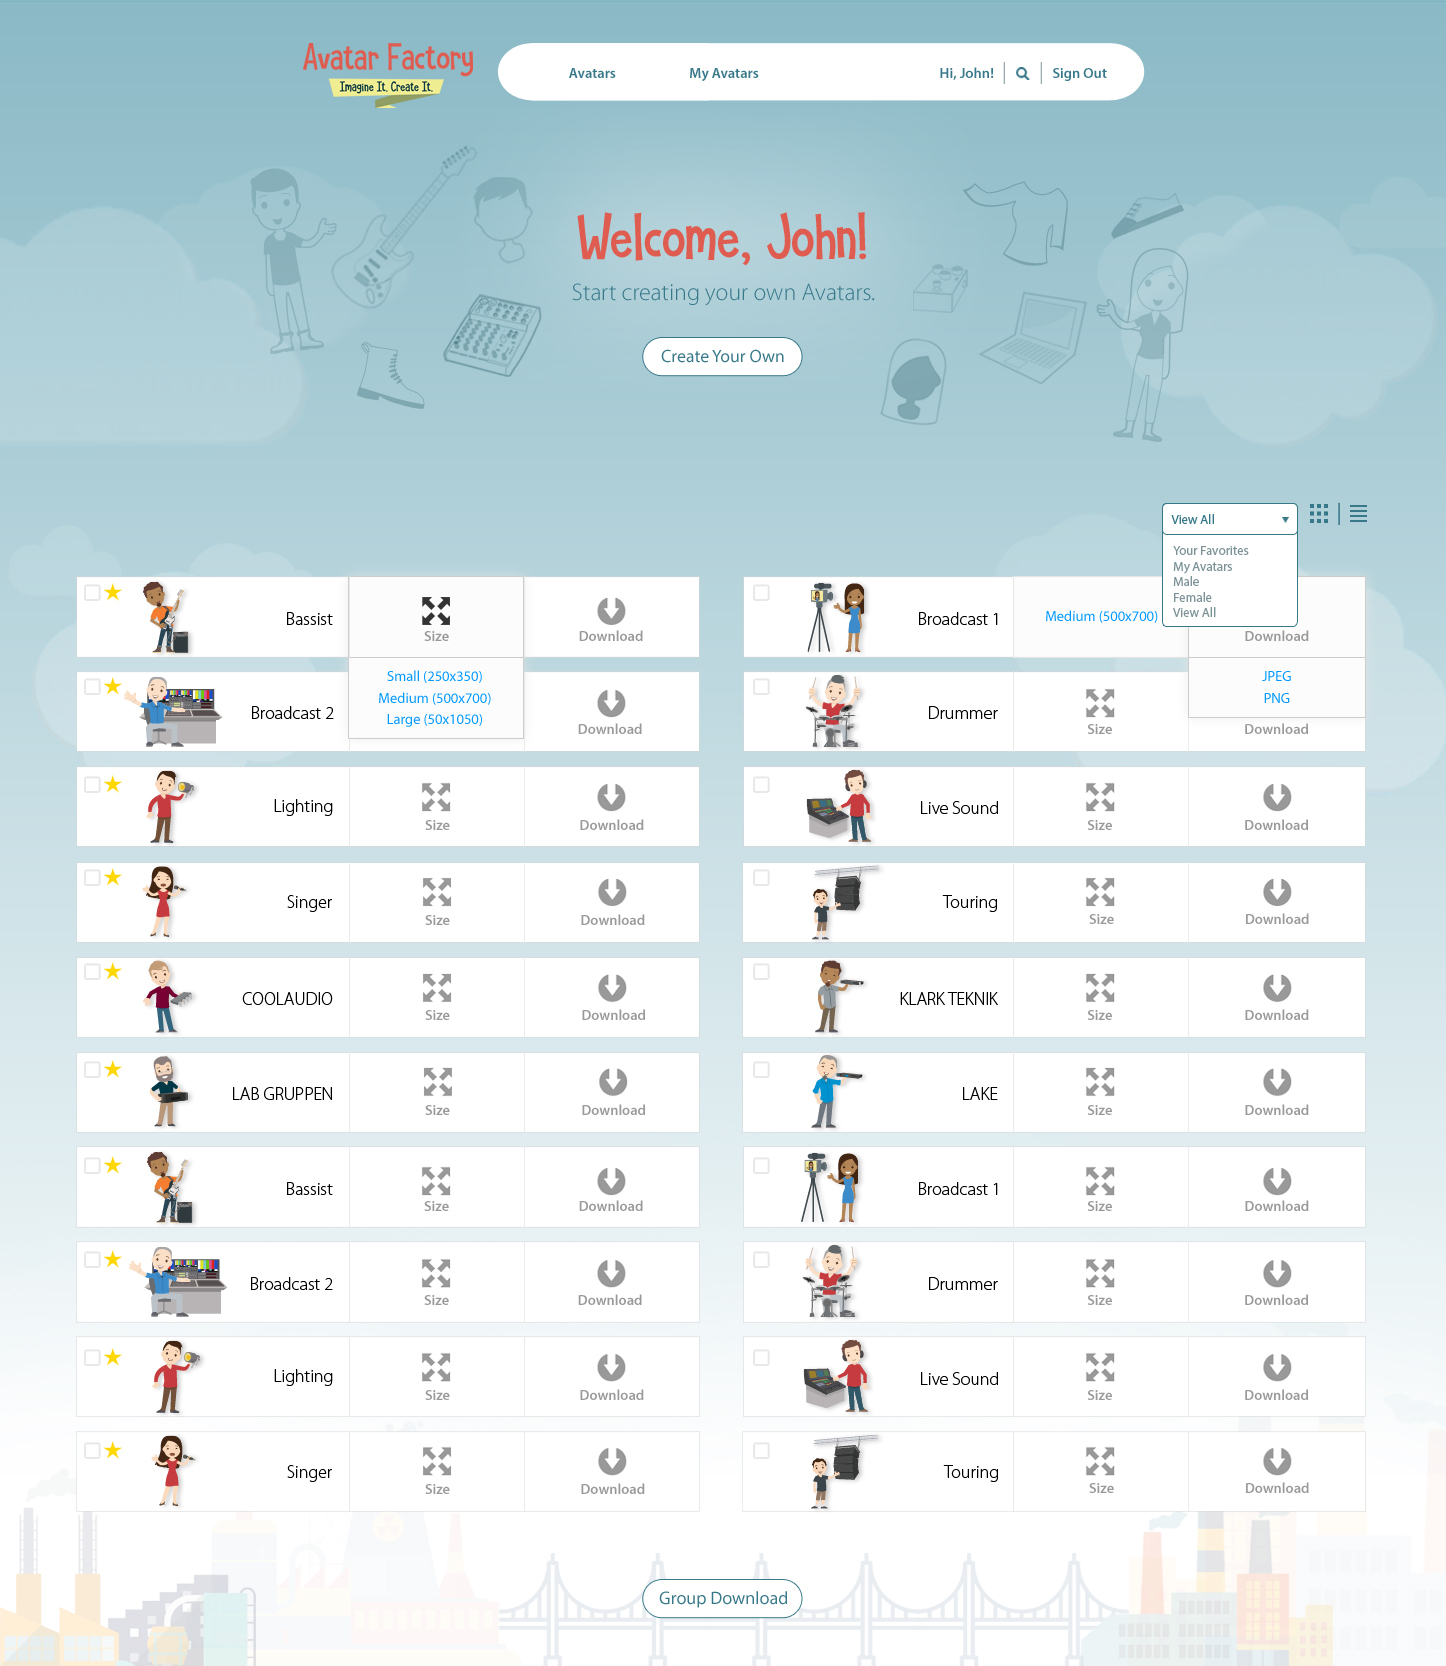 Avatar Factory
Imagine It. Create It.
Avatars
My Avatars
Hi, John!
Sign Out
Welcome, John!
Start creating your own Avatars.
Create Your Own
View All
Your Favorites
My Avatars
Male
Female
View All
Bassist
Size
Download
Small (250x350)
Medium (500x700)
Large (50x1050)
Broadcast 1
Medium (500x700)
Download
JPEG
PNG
Broadcast 2
Download
Drummer
Size
Download
Lighting
Size
Download
Live Sound
Size
Download
Singer
Size
Download
Touring
Size
Download
COOLAUDIO
Size
Download
KLARK TEKNIK
Size
Download
LAB GRUPPEN
Size
Download
LAKE
Size
Download
Bassist
Size
Download
Broadcast 1
Size
Download
Broadcast 2
Size
Download
Drummer
Size
Download
Lighting
Size
Download
Live Sound
Size
Download
Singer
Size
Download
Touring
Size
Download
Group Download